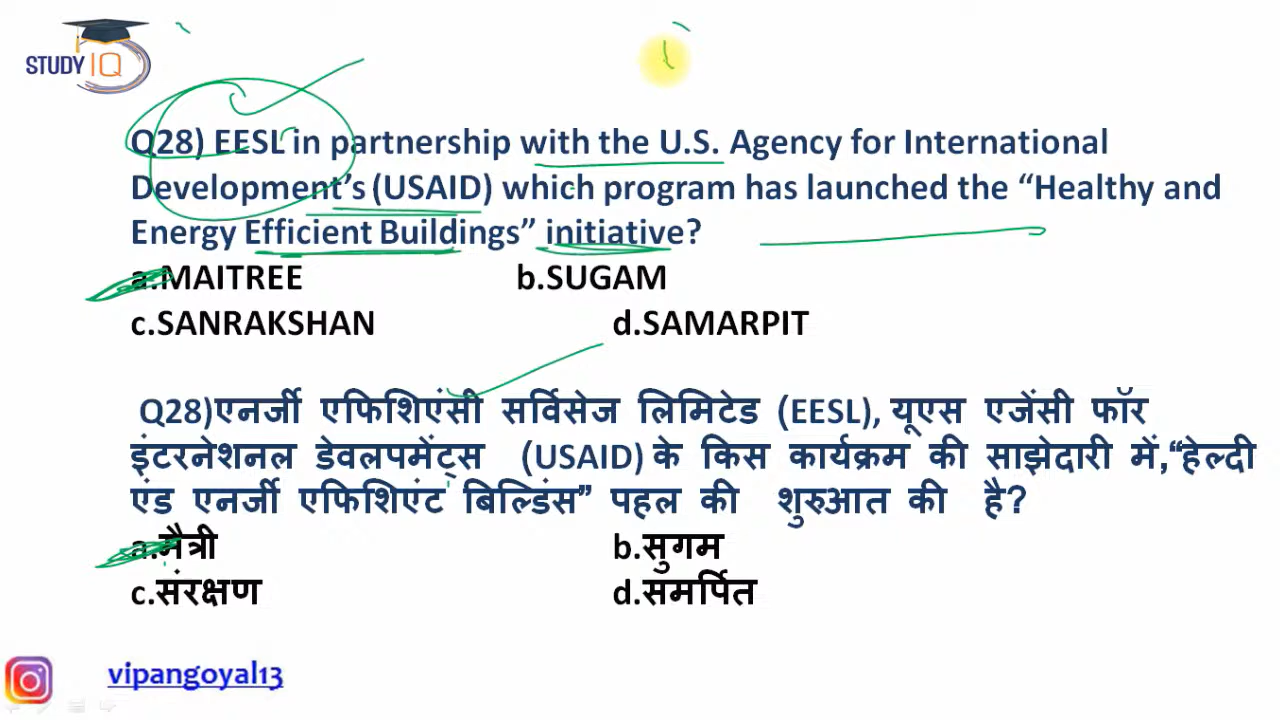 STUDY IQ
Q28) EESL in partnership with the U.S. Agency for International
Development’s (USAID) which program has launched the “Healthy and
Energy Efficient Buildings” initiative?
a.MAITREE b.SUGAM
c.SANRAKSHAN d.SAMARPIT
Q28)एनर्जी एफिशिएंसी सर्विसेज लिमिटेड (EESL), यूएस एजेंसी फॉर
इंटरनेशनल डेवलपमेंट्स (USAID) के किस कार्यक्रम की साझेदारी में,“हेल्दी
एंड एनर्जी एफिशिएंट बिल्डिंस” पहल की शुरुआत की है?
a.मैत्री b.सुगम
c.संरक्षण d.समर्पित
vipangoyal13